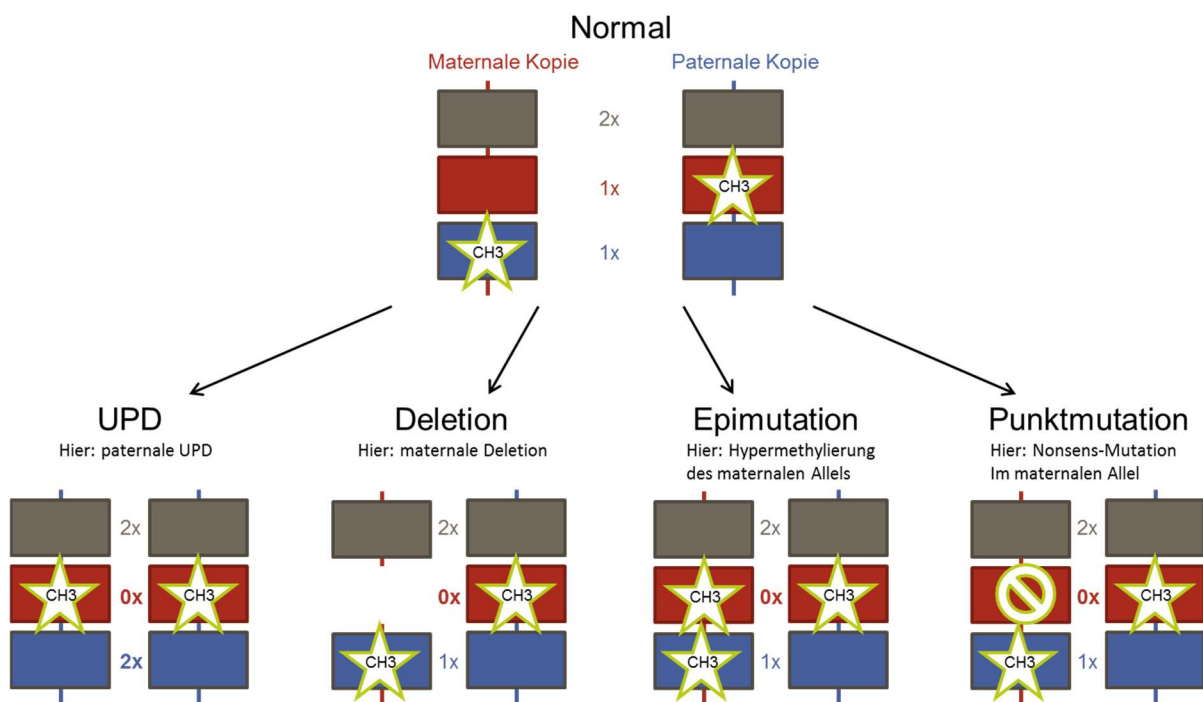 Normal
Maternale Kopie
Paternale Kopie
2x
1x
CH3
CH3
1x
UPD
Hier: paternale UPD
Deletion
Hier: maternale Deletion
Epimutation
Hier: Hypermethylierung
des maternalen Allels
Punktmutation
Hier: Nonsens-Mutation
Im maternalen Allel
2x
CH3
0x
CH3
2x
2x
0x
CH3
CH3
1x
2x
CH3
0x
CH3
CH3
1x
2x
0x
CH3
CH3
1x